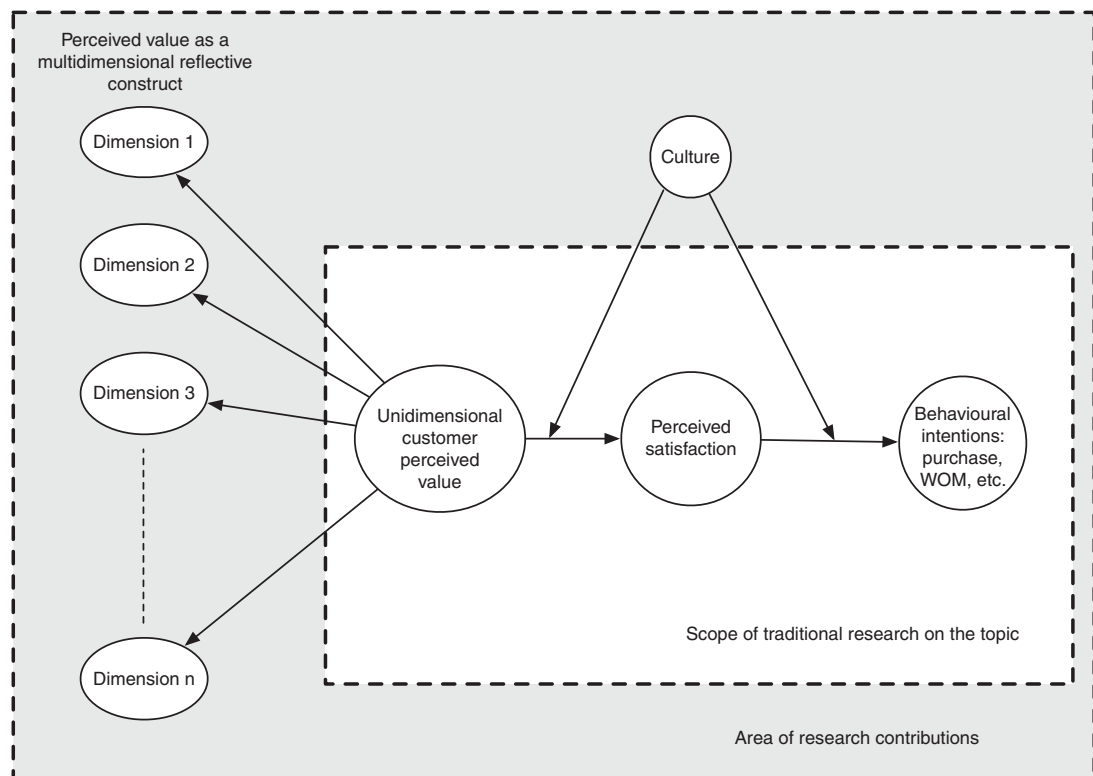 Perceived value as a
multidimensional reflective
construct
Dimension 1
Culture
Dimension 2
Dimension 3
Unidimensional
customer
perceived
value
Perceived
satisfaction
Behavioural
intentions:
purchase,
WOM, etc.
Scope of traditional research on the topic
Dimension n
Area of research contributions